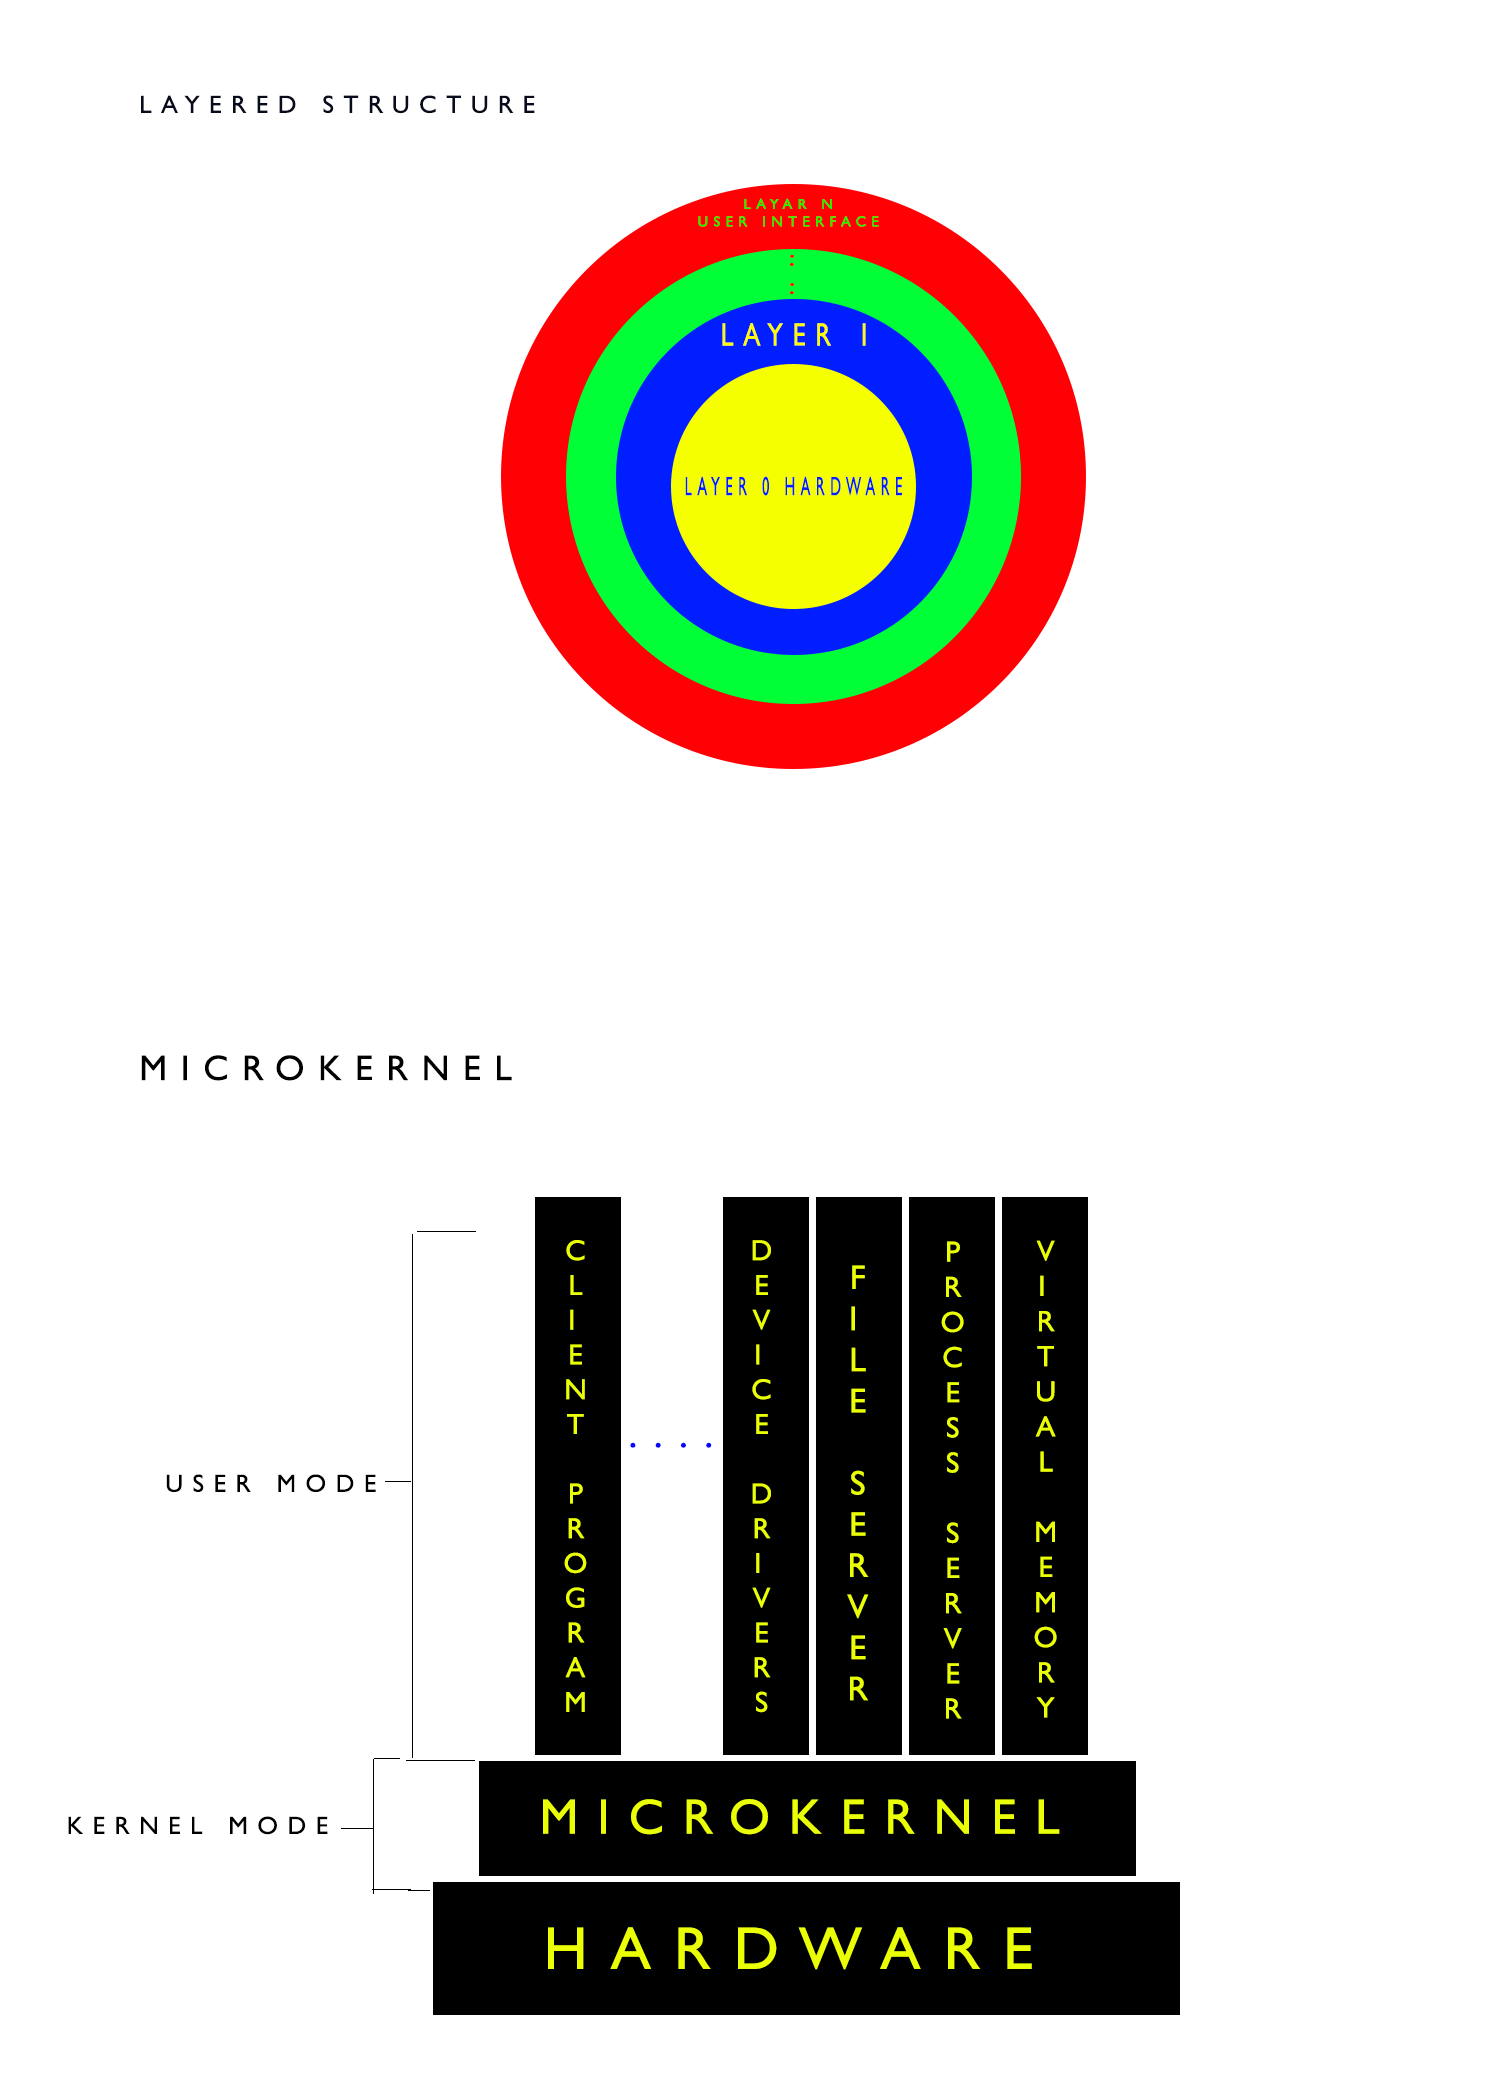 LAYERED STRUCTURE
LAYAR N
USER INTERFACE
LAYER I
LAYER 0 HARDWARE
MICROKERNEL
USER MODE
KERNEL MODE
CLIENT PROGRAM
. . . .
DEVICE DRIVERS
FILE SERVER
PROCESS SERVER
VIRTUAL MEMORY
MICROKERNEL
HARDWARE